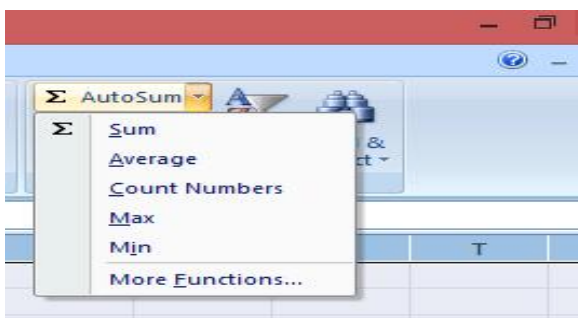 Σ AutoSum
Σ Sum
Average
&
Count Numbers
Max
Min
T
More Functions...